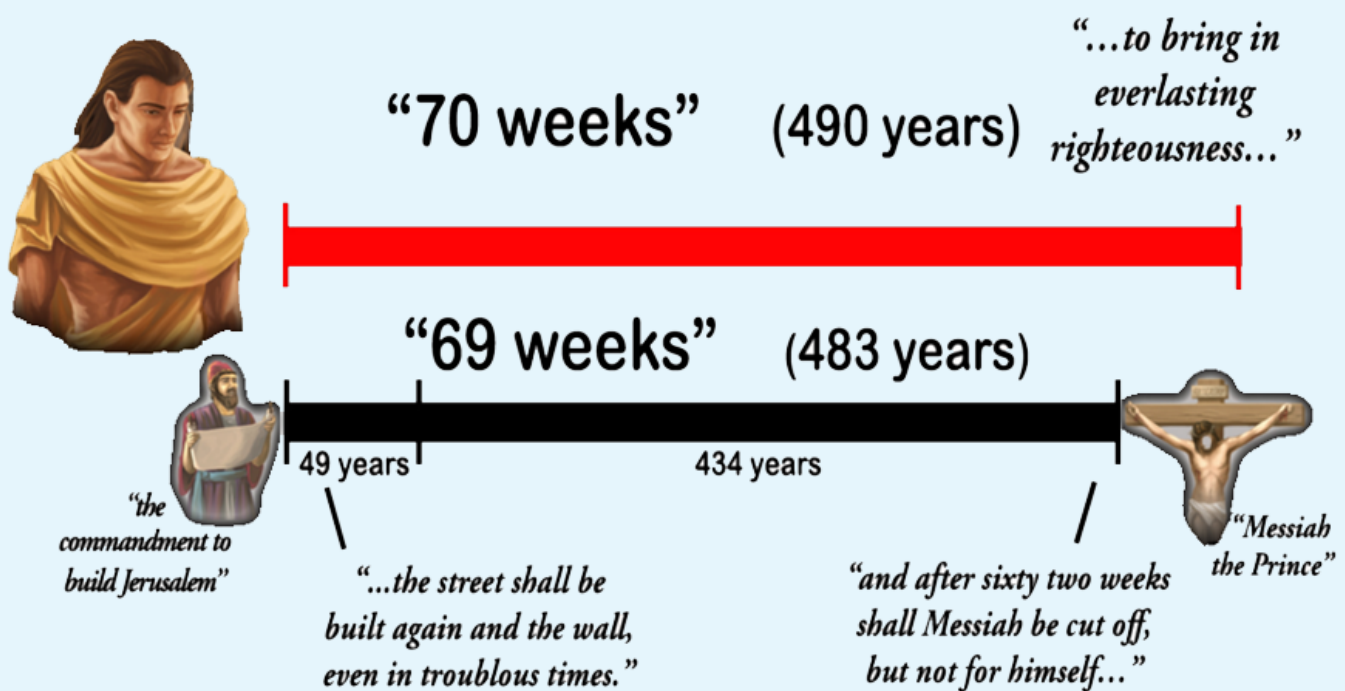 “70 weeks” (490 years)
“...to bring in
everlasting
righteousness...”
“69 weeks” (483 years)
49 years
434 years
“the
commandment to
build Jerusalem”
“...the street shall be
built again and the wall,
even in troublous times.”
“and after sixty two weeks
shall Messiah be cut off,
but not for himself...”
“Messiah
the Prince”